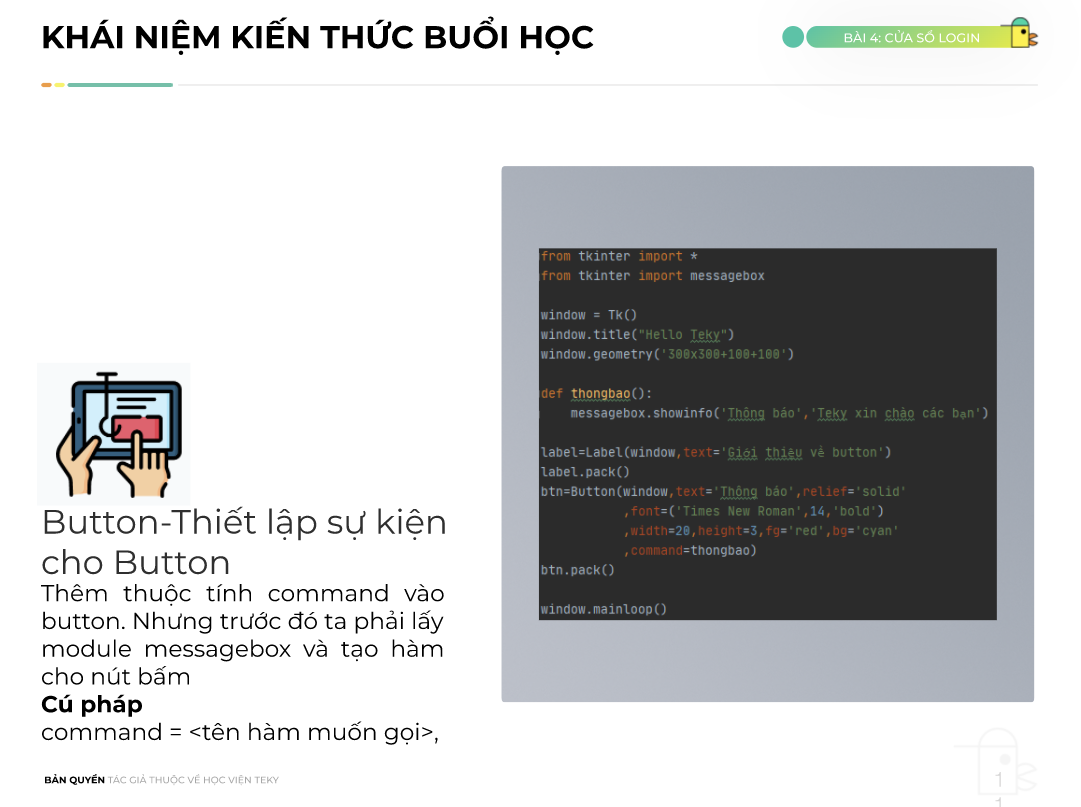 KHÁI NIỆM KIẾN THỨC BUỔI HỌC
BÀI 4: CỬA SỔ LOGIN
from tkinter import *
from tkinter import messagebox
window = Tk()
window.title("Hello Teky")
window.geometry('300x300+100+100')
def thongbao():
    messagebox.showinfo('Thông báo','Teky xin chào các bạn')
label=Label(window,text='Giới thiệu về button')
label.pack()
btn=Button(window,text='Thông báo',relief='solid'
           ,font=('Times New Roman',14,'bold')
           ,width=20,height=3,fg='red',bg='cyan'
           ,command=thongbao)
btn.pack()
window.mainloop()
Button-Thiết lập sự kiện
cho Button
Thêm thuộc tính command vào
button. Nhưng trước đó ta phải lấy
module messagebox và tạo hàm
cho nút bấm
Cú pháp
command = <tên hàm muốn gọi>,
BẢN QUYỀN TÁC GIẢ THUỘC VỀ HỌC VIỆN TEKY
1
1